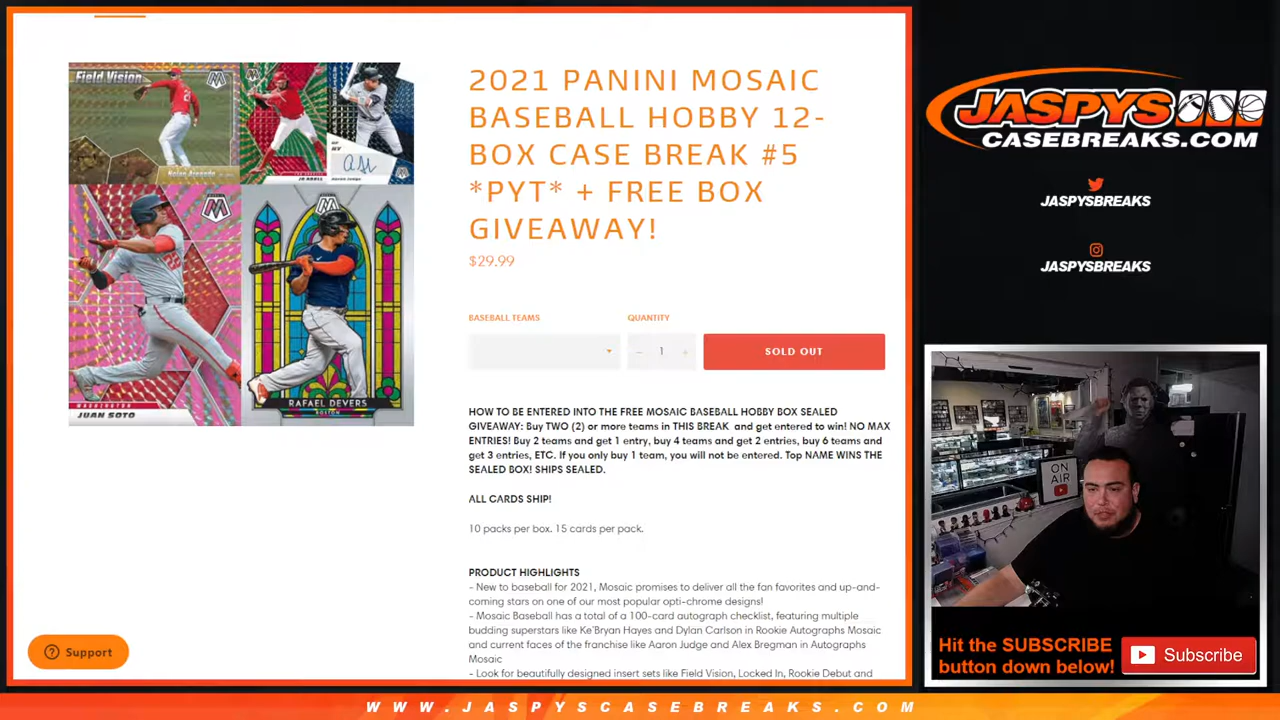 2021 PANINI MOSAIC
BASEBALL HOBBY 12-
BOX CASE BREAK #5
*PYT* + FREE BOX
GIVEAWAY!
$29.99
BASEBALL TEAMS
QUANTITY
− 1 +
SOLD OUT
HOW TO BE ENTERED INTO THE FREE MOSAIC BASEBALL HOBBY BOX SEALED
GIVEAWAY: Buy TWO (2) or more teams in THIS BREAK and get entered to win! NO MAX
ENTRIES! Buy 2 teams and get 1 entry, buy 4 teams and get 2 entries, buy 6 teams and
get 3 entries, ETC. If you only buy 1 team, you will not be entered. Top NAME WINS THE
SEALED BOX! SHIPS SEALED.
ALL CARDS SHIP!
10 packs per box. 15 cards per pack.
PRODUCT HIGHLIGHTS
- New to baseball for 2021, Mosaic promises to deliver all the fan favorites and up-and-
coming stars on one of our most popular opti-chrome designs!
- Mosaic Baseball has a total of a 100-card autograph checklist, featuring multiple
budding superstars like Ke'Bryan Hayes and Dylan Carlson in Rookie Autographs Mosaic
and current faces of the franchise like Aaron Judge and Alex Bregman in Autographs
Mosaic
- Look for beautifully designed insert sets like Field Vision, Locked In, Rookie Debut and
Field Vision
Nolan Arenado
JO ADELL
WASHINGTON
JUAN SOTO
RAFAEL DEVERS
BOSTON
Support
JASPYS
CASEBREAKS.COM
JASPYSBREAKS
JASPYSBREAKS
ON
AIR
Hit the SUBSCRIBE
button down below!
Subscribe
WWW.JASPYSCASEBREAKS.COM